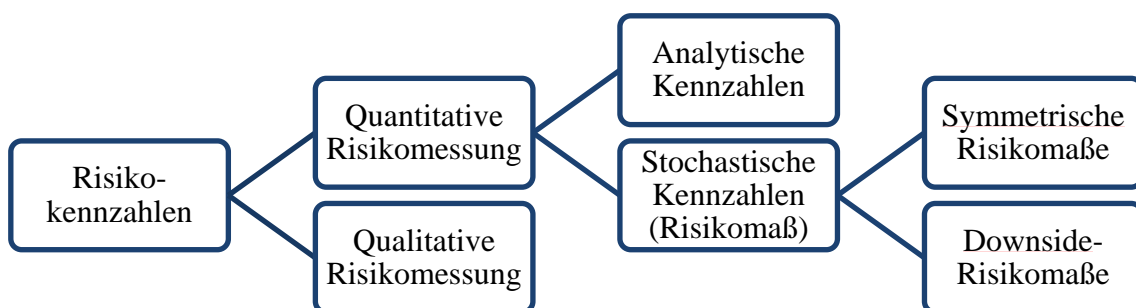 Risiko-
kennzahlen
Quantitative
Risikomessung
Qualitative
Risikomessung
Analytische
Kennzahlen
Stochastische
Kennzahlen
(Risikomaß)
Symmetrische
Risikomaße
Downside-
Risikomaße